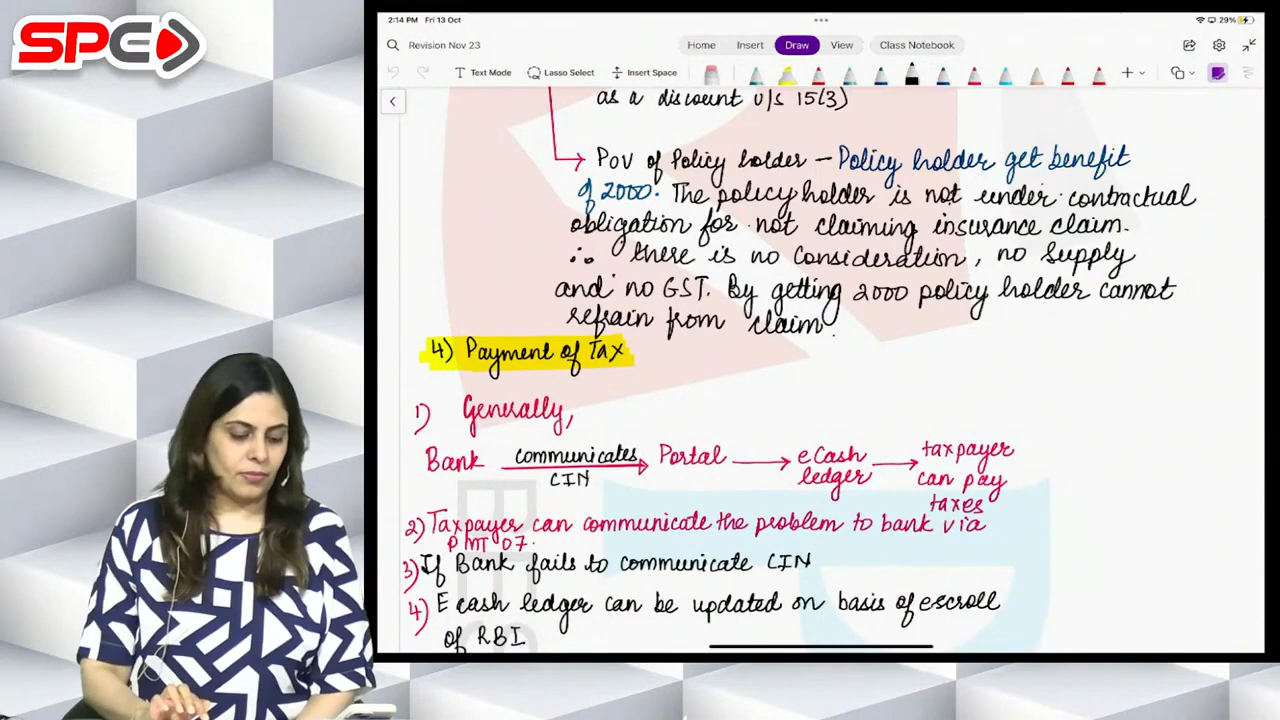 SPE
2:14 PM Fri 13 Oct
29%
Revision Nov 23
Home Insert Draw View Class Notebook
Text Mode Lasso Select Insert Space
as a discount U/s 15(3)
Pov of Policy holder – Policy holder get benefit
of 2000. The policy holder is not under contractual
obligation for not claiming insurance claim.
∴ there is no consideration, no supply
and no GST. By getting 2000 policy holder cannot
refrain from claim.
4) Payment of Tax
1) Generally,
Bank communicates CIN → Portal → eCash ledger → taxpayer can pay taxes
2) Taxpayer can communicate the problem to bank via
PMT 07.
3) If Bank fails to communicate CIN
4) E cash ledger can be updated on basis of escroll
of RBI